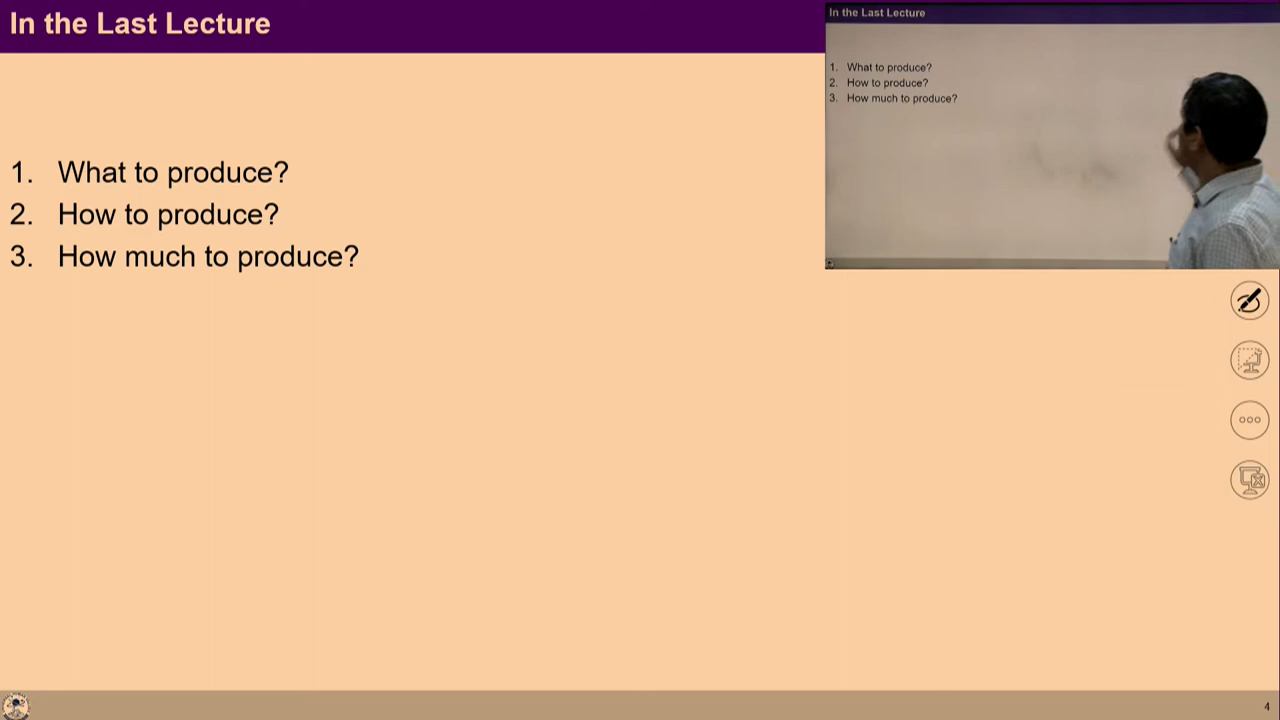 In the Last Lecture
1. What to produce?
2. How to produce?
3. How much to produce?
In the Last Lecture
1. What to produce?
2. How to produce?
3. How much to produce?
4